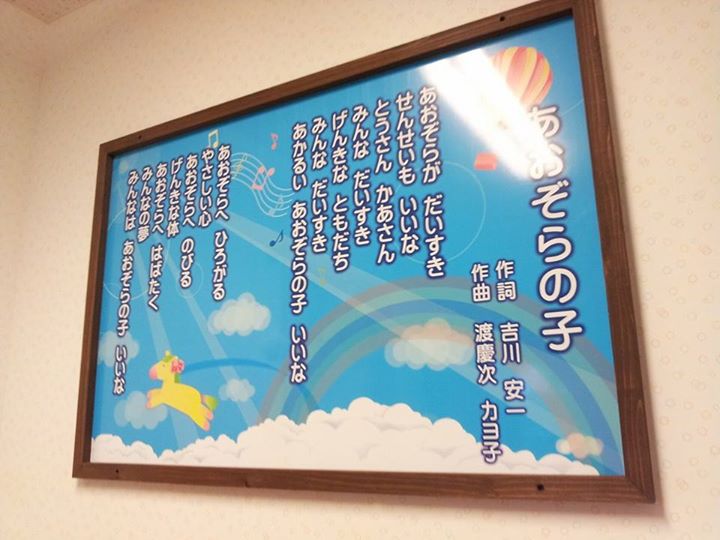 あおぞらの子
作詞　吉川　安一
作曲　渡慶次　カヨ子
あおぞらが　だいすき
せんせいも　いいな
とうさん　かあさん
みんな　だいすき
げんきな　ともだち
みんな　だいすき
あかるい　あおぞらの子　いいな
あおぞらへ　ひろがる
やさしい心
あおぞらへ　のびる
げんきな体
あおぞらへ　はばたく
みんなの夢
みんなは　あおぞらの子　いいな